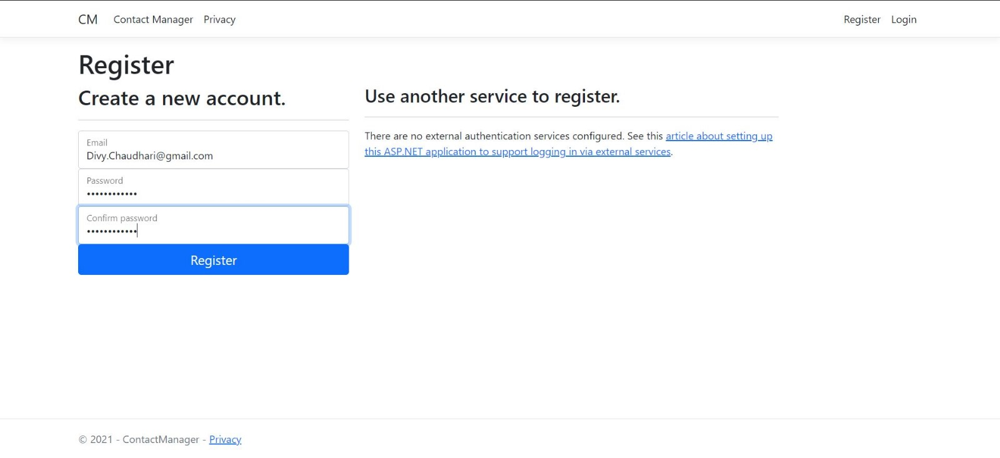 CM Contact Manager Privacy Register Login
Register
Create a new account.
Email
Divy.Chaudhari@gmail.com
Password
••••••••••••
Confirm password
••••••••••••
Register
Use another service to register.
There are no external authentication services configured. See this article about setting up
this ASP.NET application to support logging in via external services.
© 2021 - ContactManager - Privacy